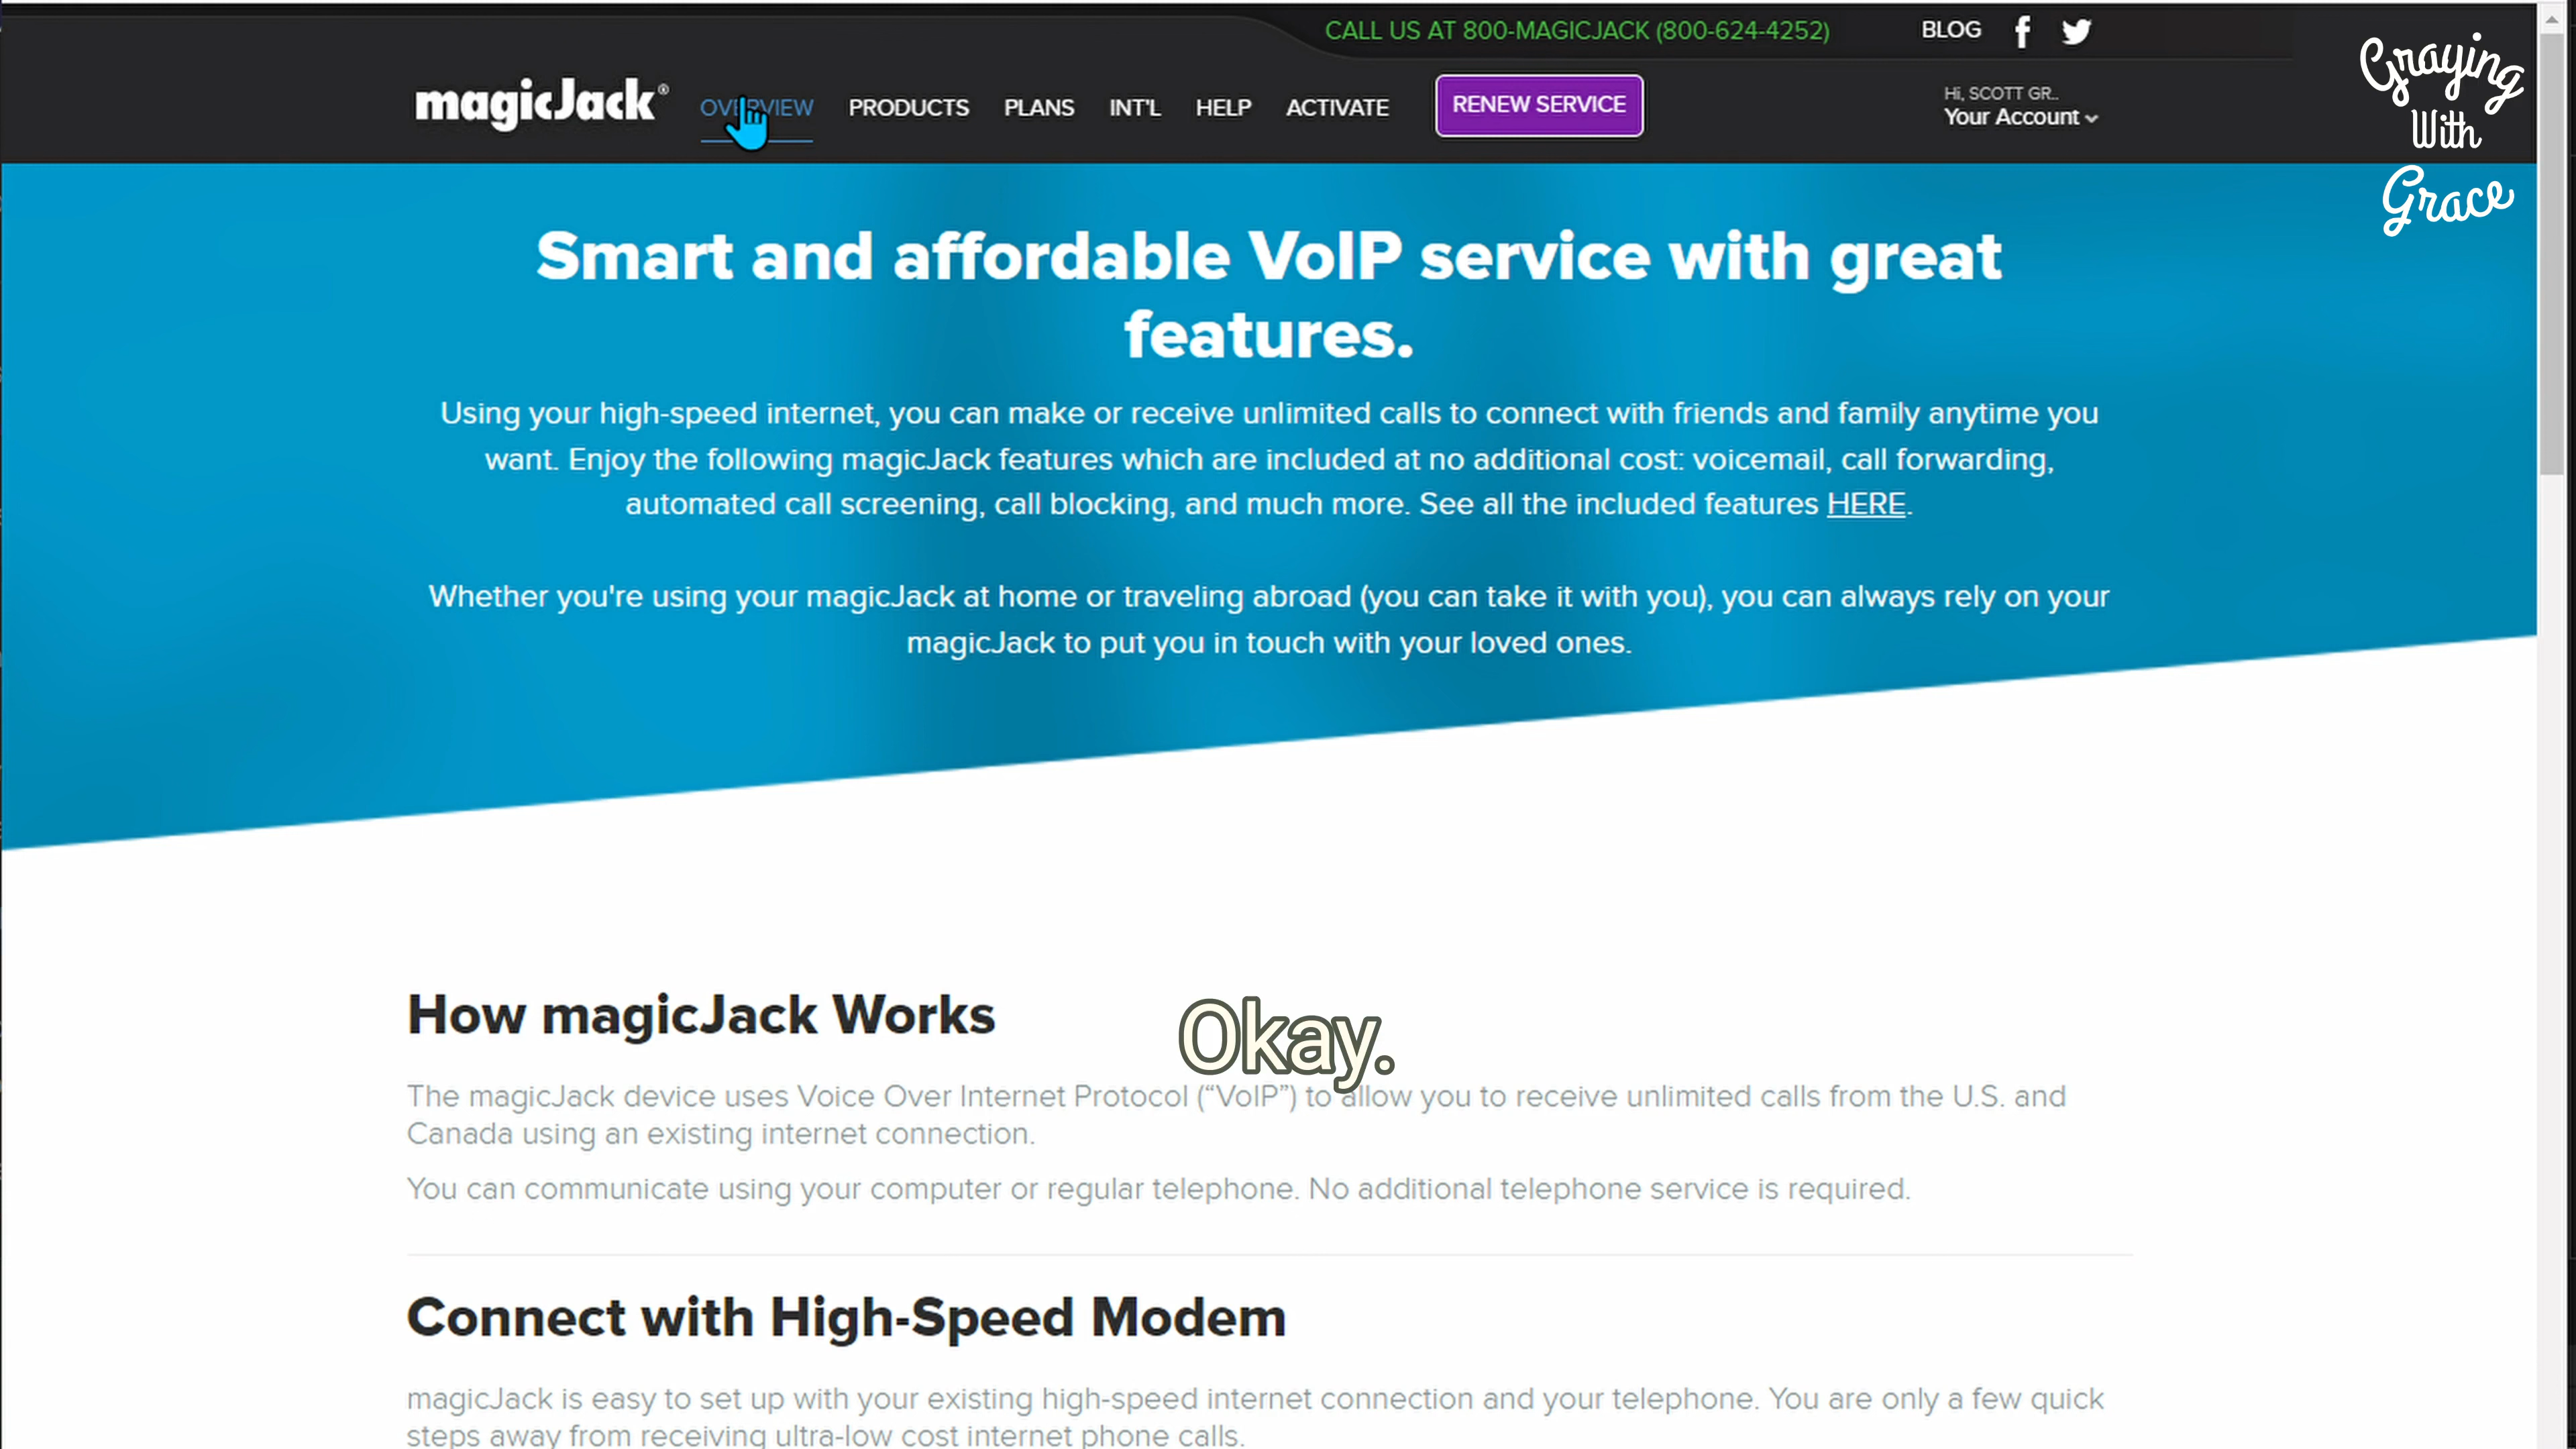 CALL US AT 800-MAGICJACK (800-624-4252)
BLOG
magicJack®
OVERVIEW
PRODUCTS
PLANS
INT'L
HELP
ACTIVATE
RENEW SERVICE
Hi, SCOTT GR..
Your Account
Graying
With
Grace
Smart and affordable VoIP service with great
features.
Using your high-speed internet, you can make or receive unlimited calls to connect with friends and family anytime you
want. Enjoy the following magicJack features which are included at no additional cost: voicemail, call forwarding,
automated call screening, call blocking, and much more. See all the included features HERE.
Whether you're using your magicJack at home or traveling abroad (you can take it with you), you can always rely on your
magicJack to put you in touch with your loved ones.
How magicJack Works
Okay.
The magicJack device uses Voice Over Internet Protocol (“VoIP”) to allow you to receive unlimited calls from the U.S. and
Canada using an existing internet connection.
You can communicate using your computer or regular telephone. No additional telephone service is required.
Connect with High-Speed Modem
magicJack is easy to set up with your existing high-speed internet connection and your telephone. You are only a few quick
steps away from receiving ultra-low cost internet phone calls.